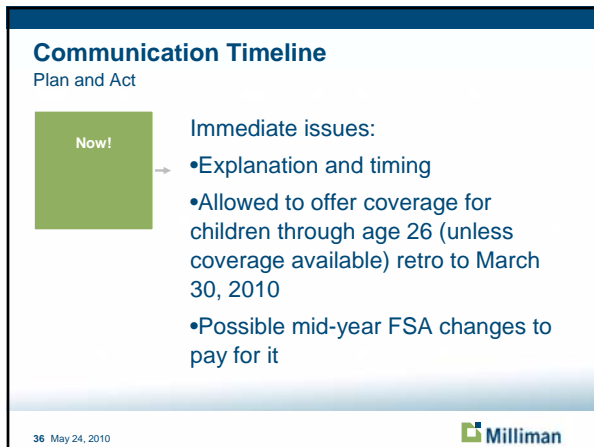 Communication Timeline
Plan and Act
Now!
Immediate issues:
•Explanation and timing
•Allowed to offer coverage for
children through age 26 (unless
coverage available) retro to March
30, 2010
•Possible mid-year FSA changes to
pay for it
36 May 24, 2010
Milliman